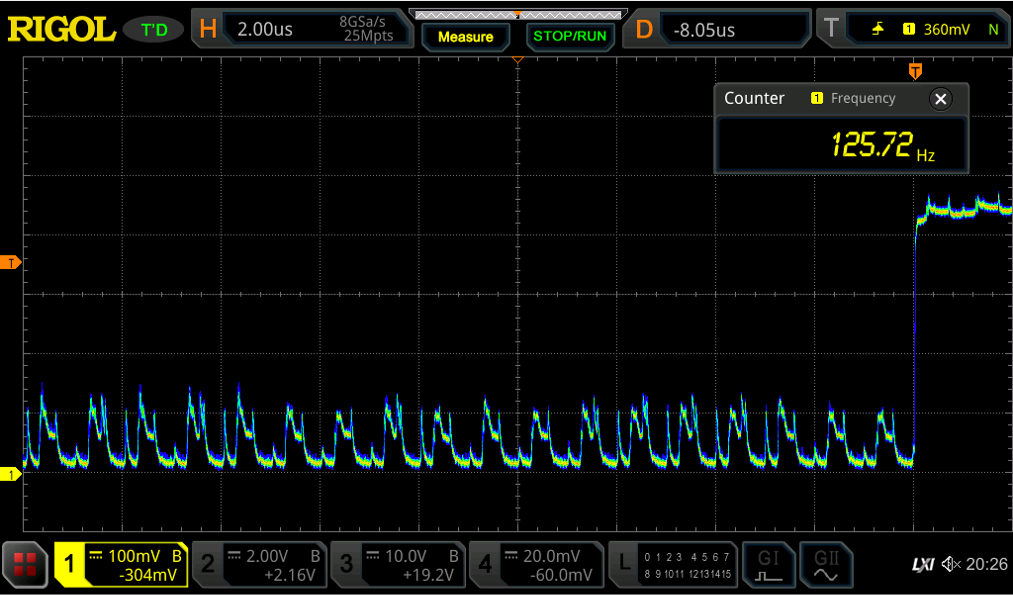 RIGOL T'D H 2.00us 8GSa/s 25Mpts Measure STOP/RUN D -8.05us T 1 360mV N
T
Counter 1 Frequency
125.72 Hz
T
1
1 100mV B -304mV 2 2.00V B +2.16V 3 10.0V B +19.2V 4 20.0mV -60.0mV L 0 1 2 3 4 5 6 7 8 9 10 11 12 13 14 15 GI GII LXI 20:26